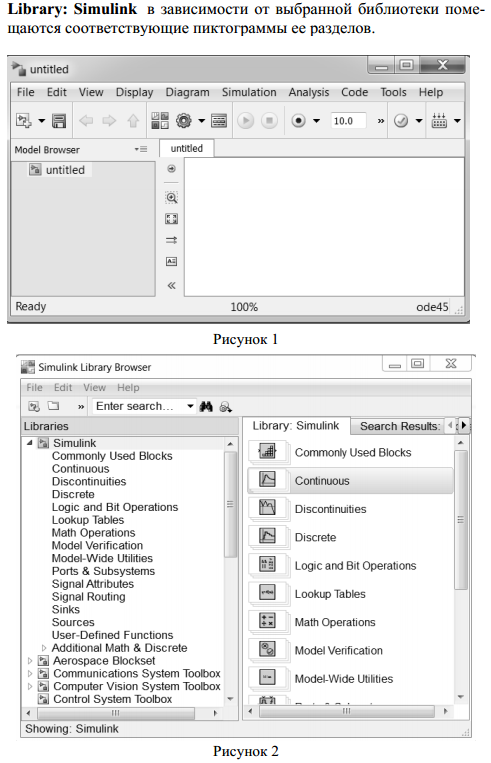 Library: Simulink в зависимости от выбранной библиотеки поме-
щаются соответствующие пиктограммы ее разделов.
untitled
File Edit View Display Diagram Simulation Analysis Code Tools Help
10.0 »
Model Browser
untitled
untitled
Ready 100% ode45
Рисунок 1
Simulink Library Browser
File Edit View Help
» Enter search...
Libraries
Simulink
Commonly Used Blocks
Continuous
Discontinuities
Discrete
Logic and Bit Operations
Lookup Tables
Math Operations
Model Verification
Model-Wide Utilities
Ports & Subsystems
Signal Attributes
Signal Routing
Sinks
Sources
User-Defined Functions
Additional Math & Discrete
Aerospace Blockset
Communications System Toolbox
Computer Vision System Toolbox
Control System Toolbox
Library: Simulink Search Results:
Commonly Used Blocks
Continuous
Discontinuities
Discrete
Logic and Bit Operations
Lookup Tables
Math Operations
Model Verification
Model-Wide Utilities
Showing: Simulink
Рисунок 2